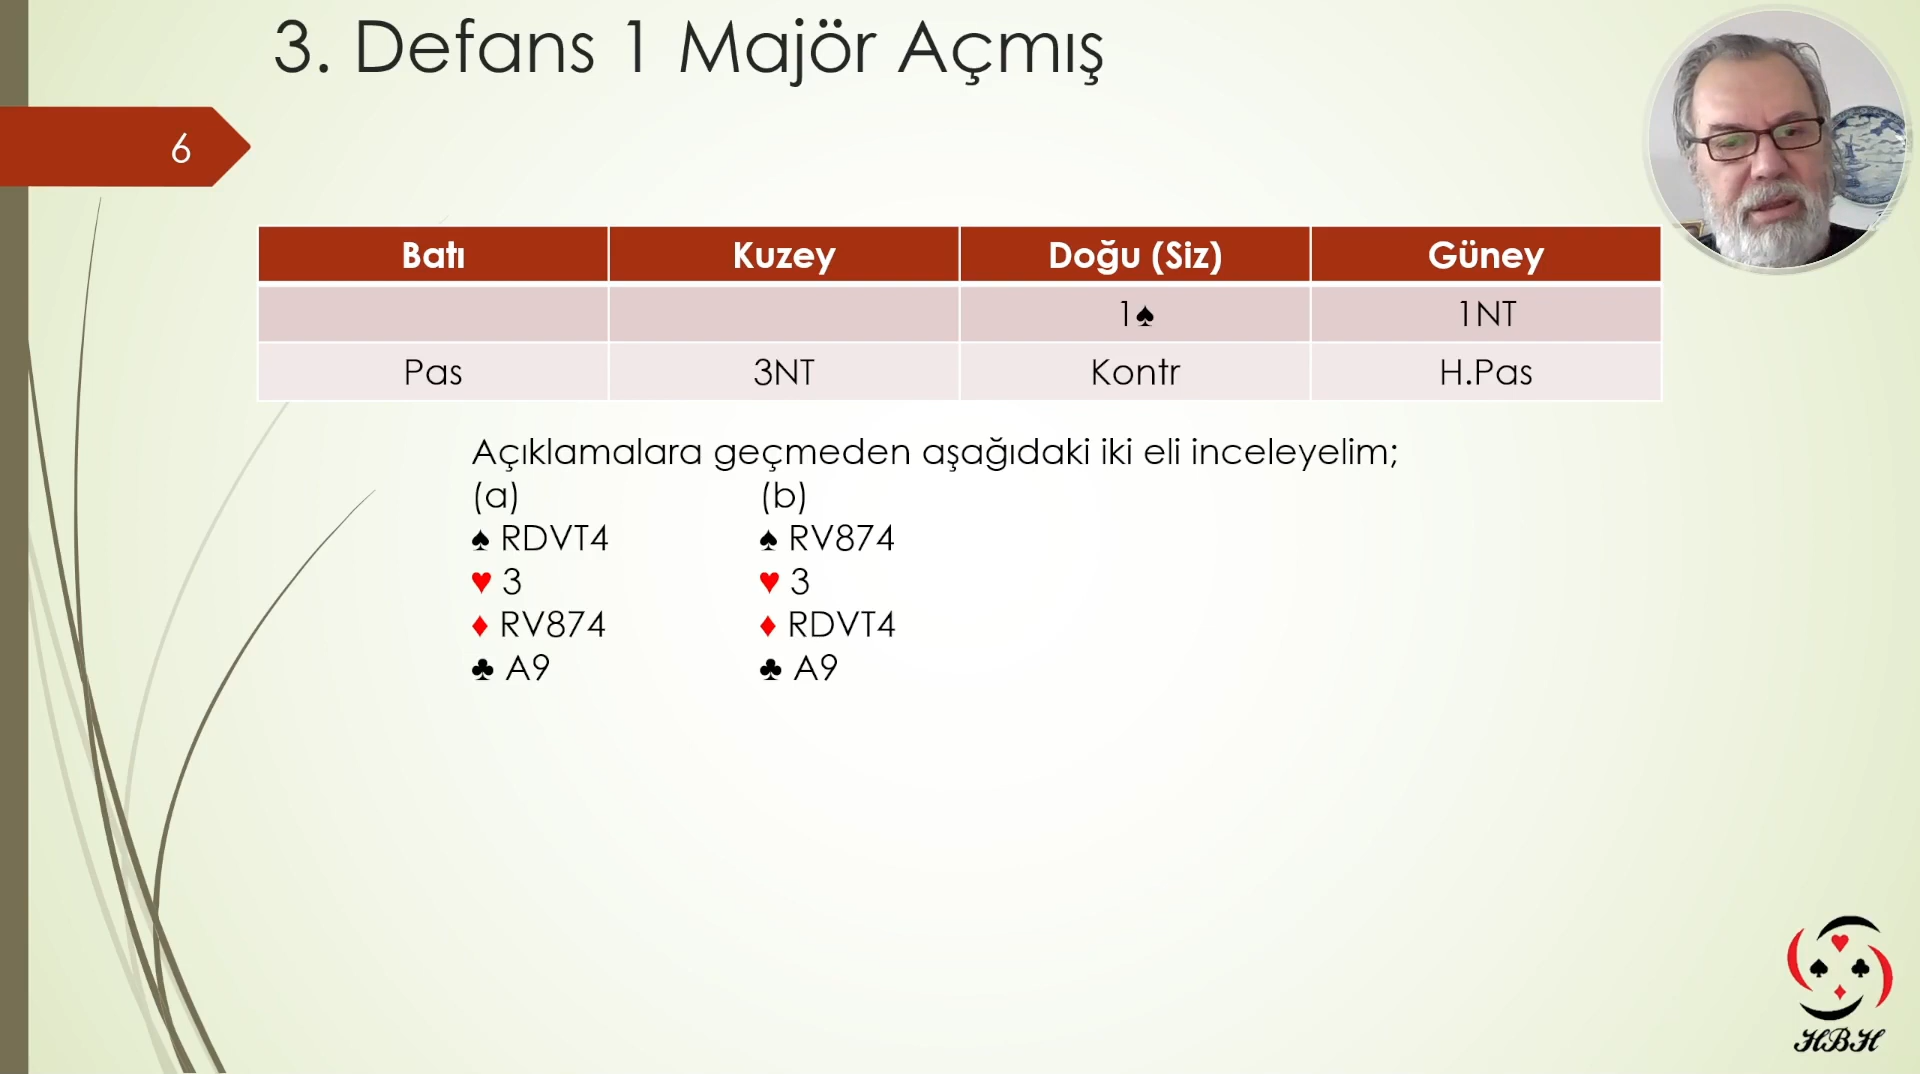 3. Defans 1 Majör Açmış
6
Batı Kuzey Doğu (Siz) Güney
1♠ 1NT
Pas 3NT Kontr H.Pas
Açıklamalara geçmeden aşağıdaki iki eli inceleyelim;
(a) (b)
♠ RDVT4 ♠ RV874
♥ 3 ♥ 3
♦ RV874 ♦ RDVT4
♣ A9 ♣ A9
HBH